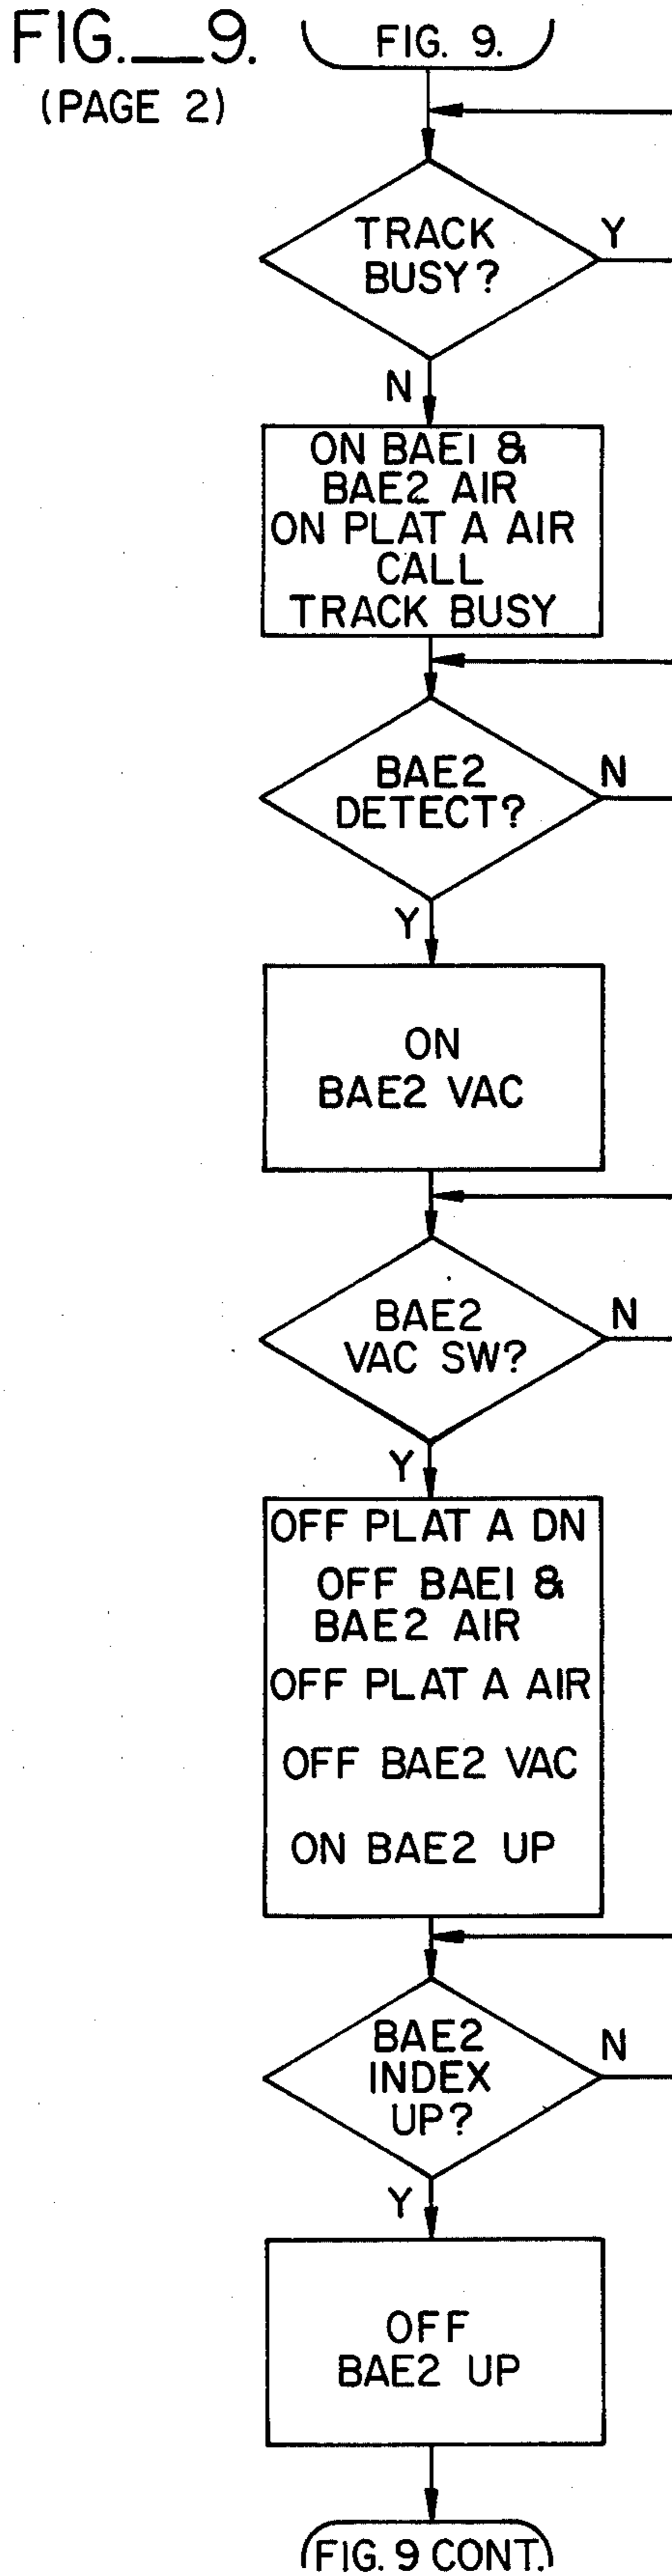 FIG.__9.
(PAGE 2)
FIG. 9.
TRACK
BUSY?
Y
N
ON BAE1 &
BAE2 AIR
ON PLAT A AIR
CALL
TRACK BUSY
BAE2
DETECT?
N
Y
ON
BAE2 VAC
BAE2
VAC SW?
N
Y
OFF PLAT A DN
OFF BAE1 &
BAE2 AIR
OFF PLAT A AIR
OFF BAE2 VAC
ON BAE2 UP
BAE2
INDEX
UP?
N
Y
OFF
BAE2 UP
FIG. 9 CONT.